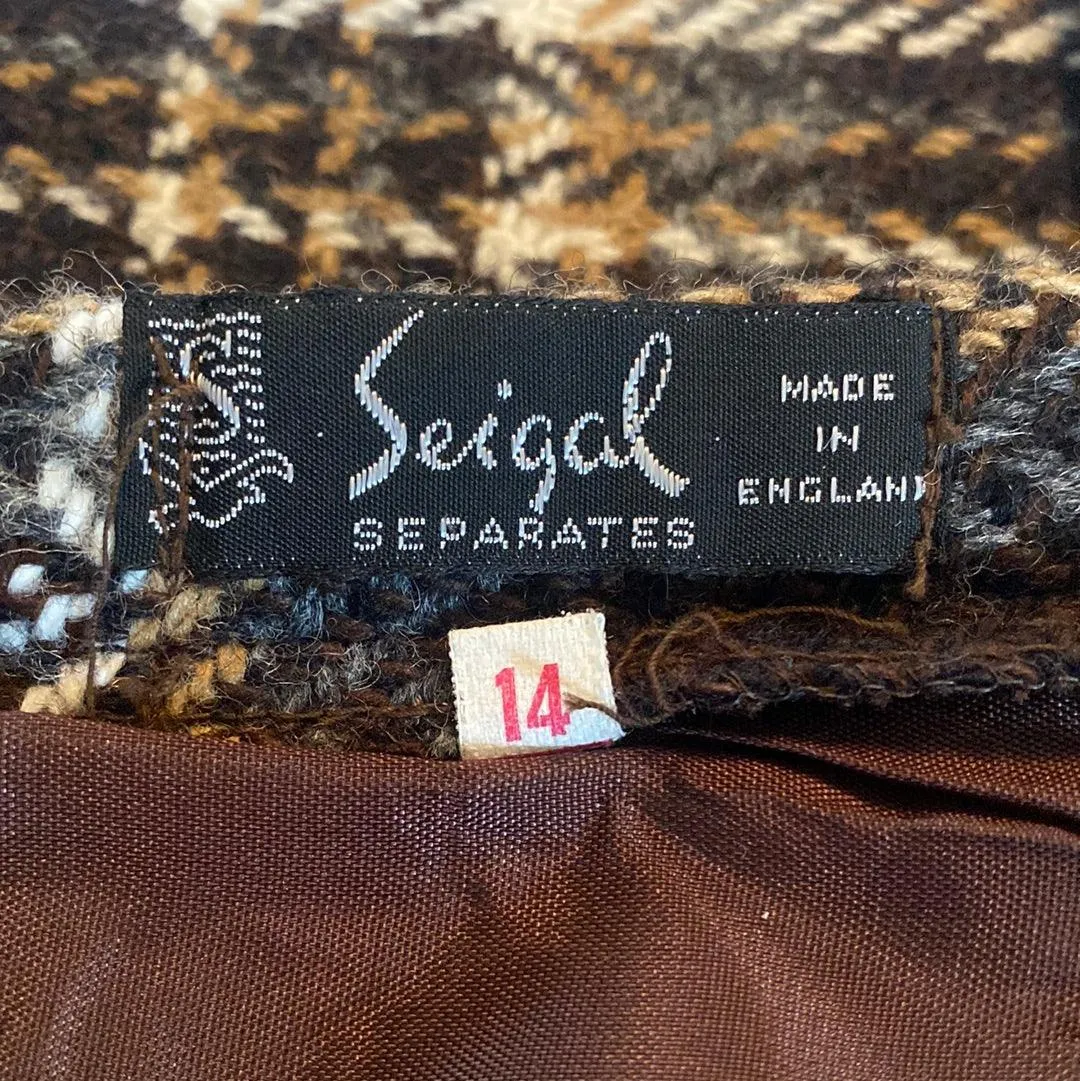 Seigal
SEPARATES
MADE
IN
ENGLAND
14